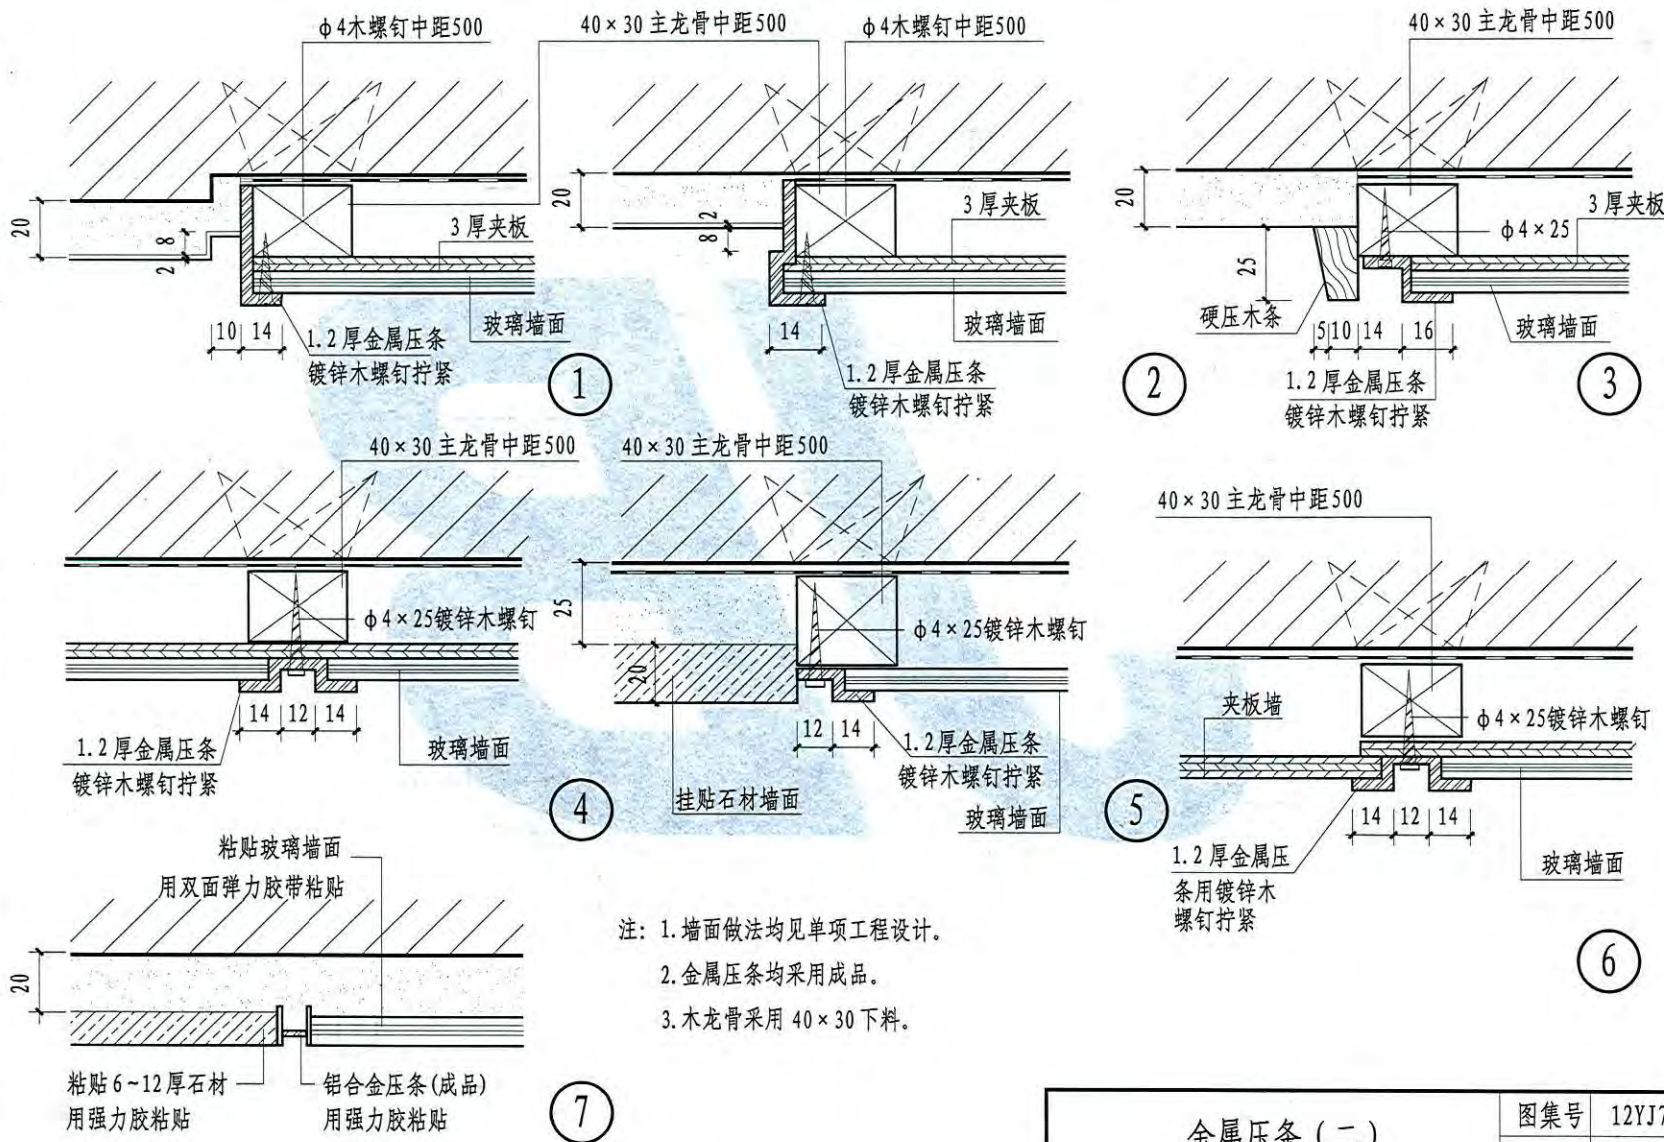 φ4木螺钉中距500
40×30 主龙骨中距500
φ4木螺钉中距500
40×30 主龙骨中距500
20
8
2
3 厚夹板
玻璃墙面
10 14
1.2 厚金属压条
镀锌木螺钉拧紧
1
20
2
8
3 厚夹板
玻璃墙面
14
1.2 厚金属压条
镀锌木螺钉拧紧
2
20
25
3 厚夹板
φ4×25
硬压木条
5 10 14 16
玻璃墙面
1.2 厚金属压条
镀锌木螺钉拧紧
3
40×30 主龙骨中距500
φ4×25镀锌木螺钉
14 12 14
1.2 厚金属压条
镀锌木螺钉拧紧
玻璃墙面
4
40×30 主龙骨中距500
25
20
φ4×25镀锌木螺钉
12 14
1.2 厚金属压条
镀锌木螺钉拧紧
挂贴石材墙面
玻璃墙面
5
40×30 主龙骨中距500
夹板墙
φ4×25镀锌木螺钉
14 12 14
1.2 厚金属压
条用镀锌木
螺钉拧紧
玻璃墙面
6
粘贴玻璃墙面
用双面弹力胶带粘贴
20
粘贴 6~12 厚石材
用强力胶粘贴
铝合金压条(成品)
用强力胶粘贴
7
注: 1.墙面做法均见单项工程设计。
2.金属压条均采用成品。
3.木龙骨采用 40×30 下料。
金属压条(二)
图集号 12YJ7